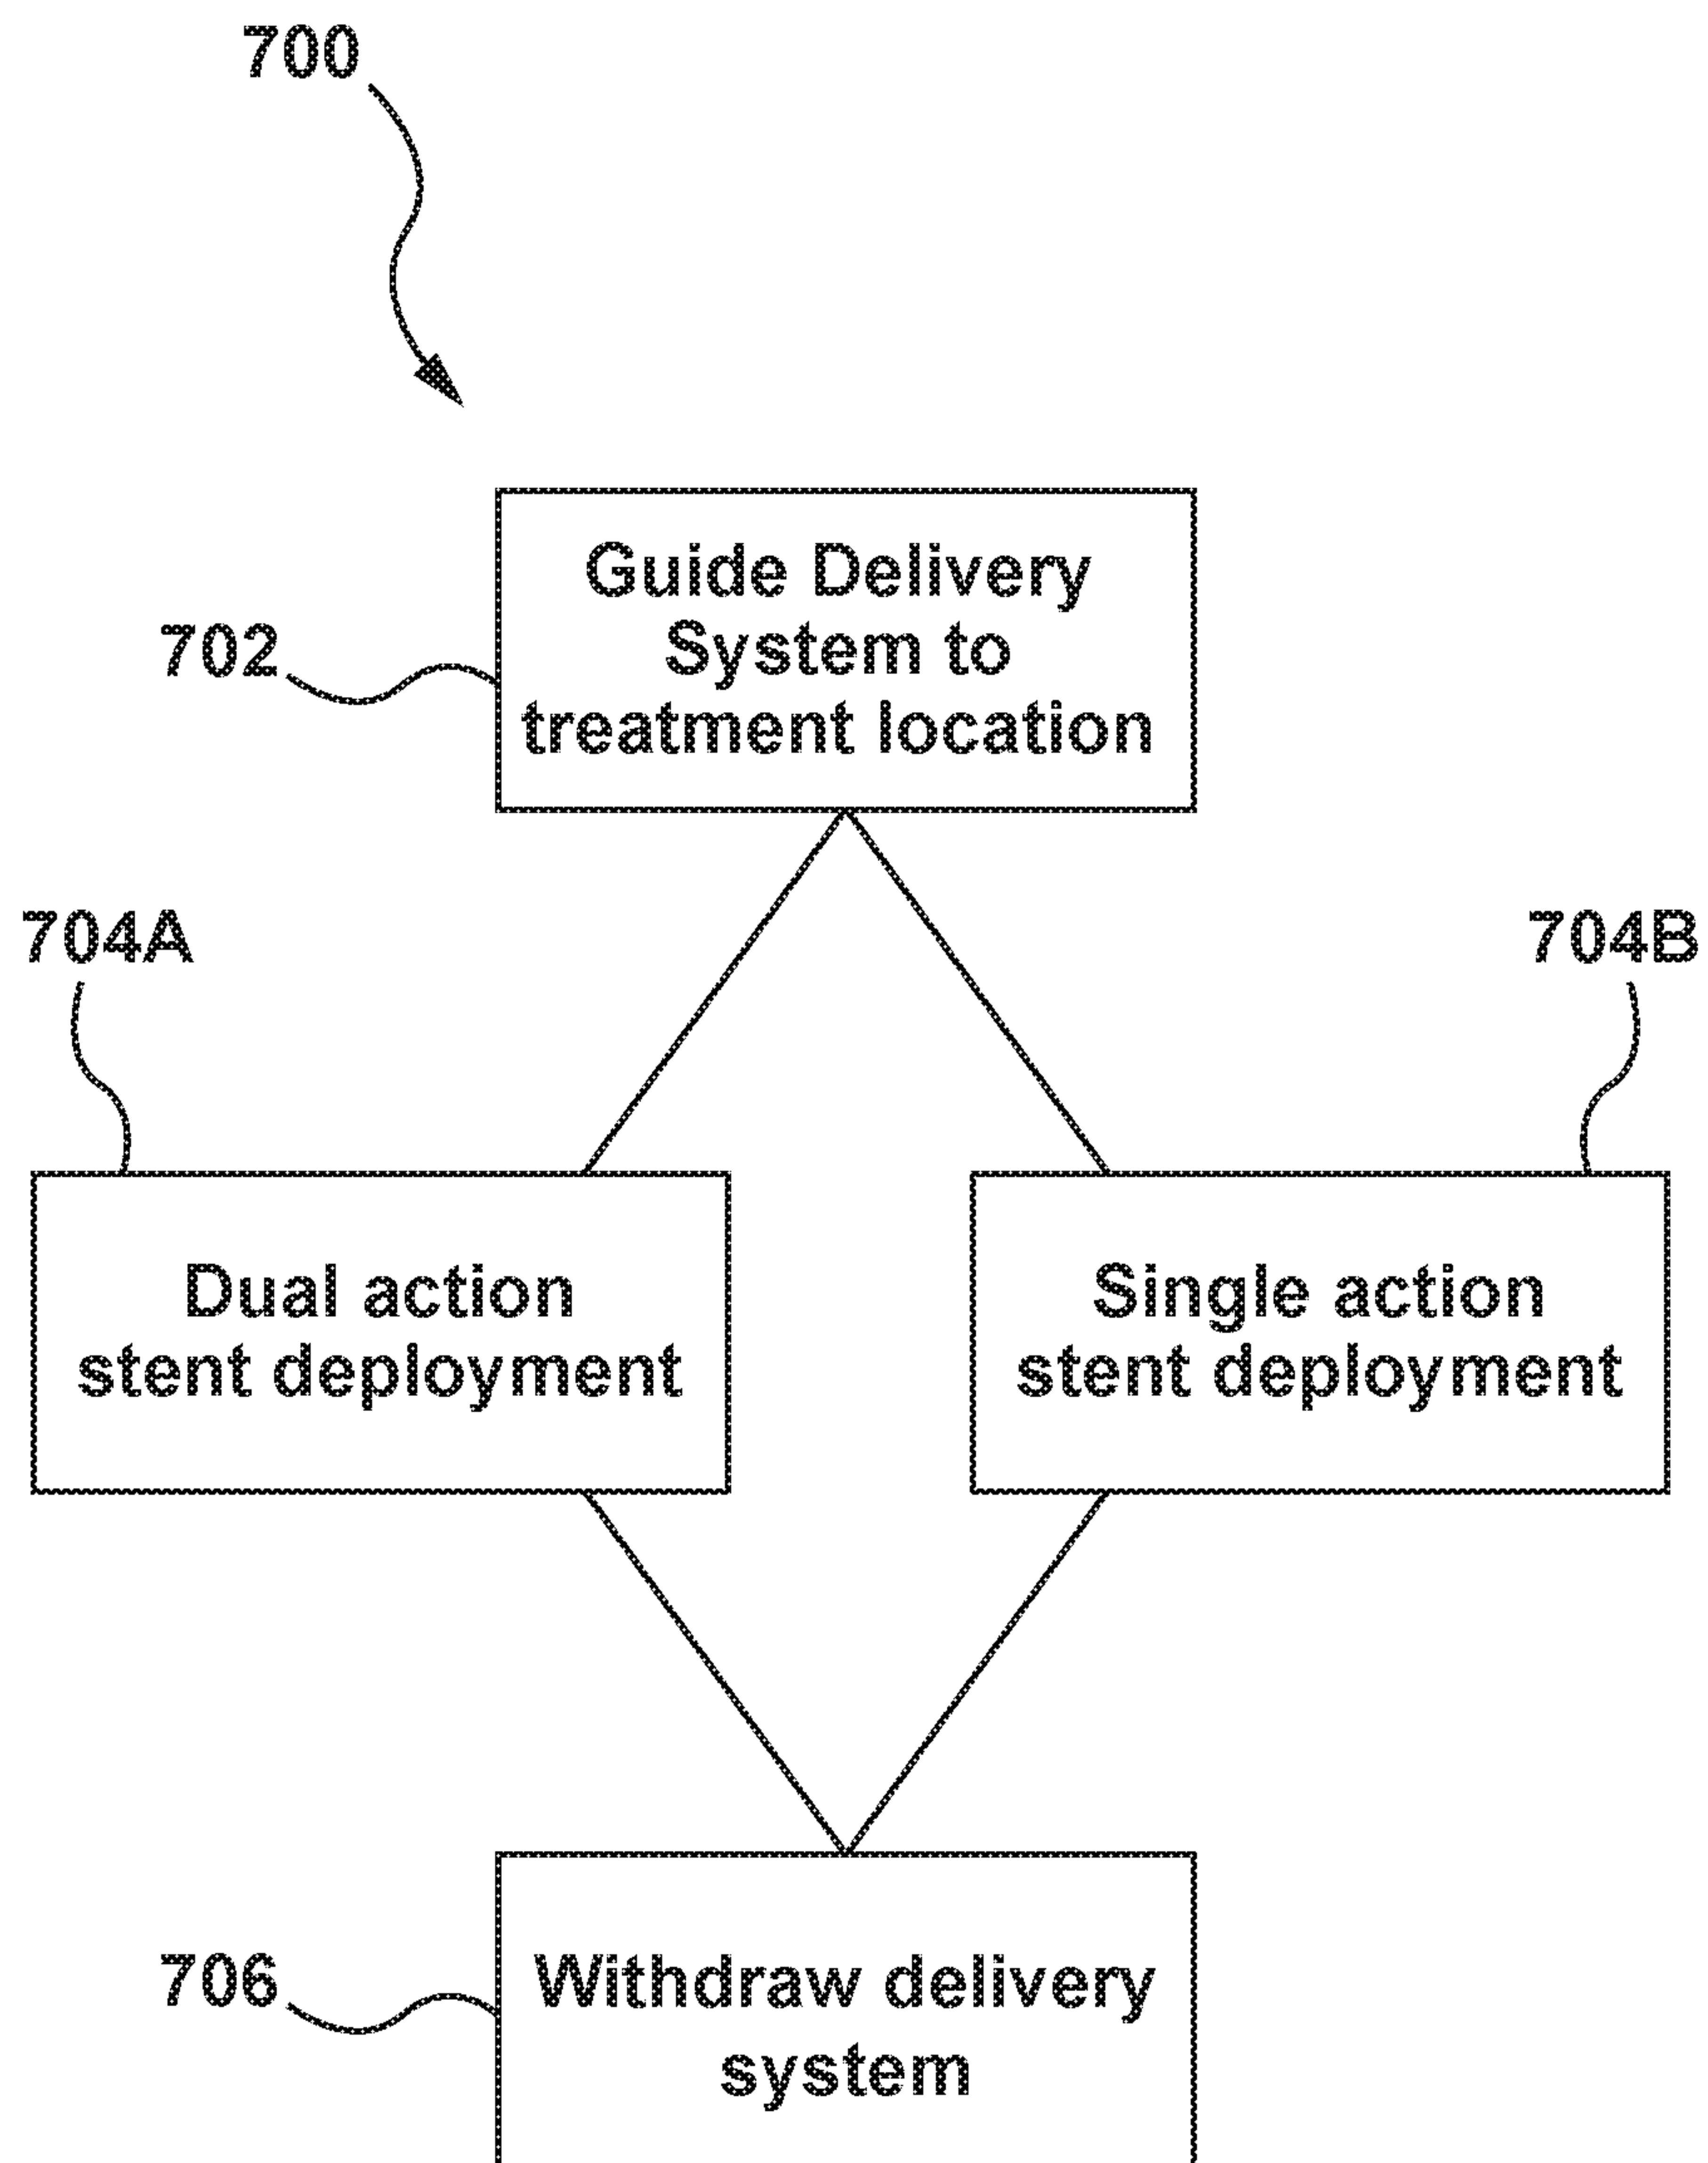 700
Guide Delivery
System to
treatment location
702
704A
704B
Dual action
stent deployment
Single action
stent deployment
706
Withdraw delivery
system